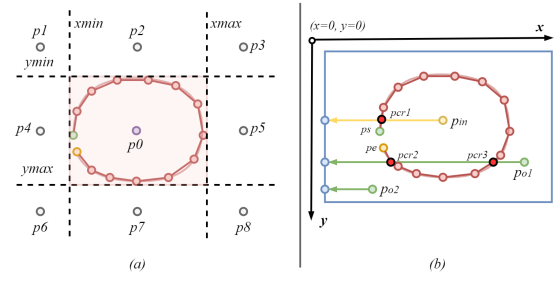 p1
xmin
p2
xmax
p3
ymin
p4
p0
p5
ymax
p6
p7
p8
(a)
(x=0, y=0)
x
pcr1
ps
pin
pe
pcr2
pcr3
po1
po2
y
(b)